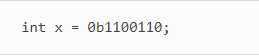 int x = 0b1100110;